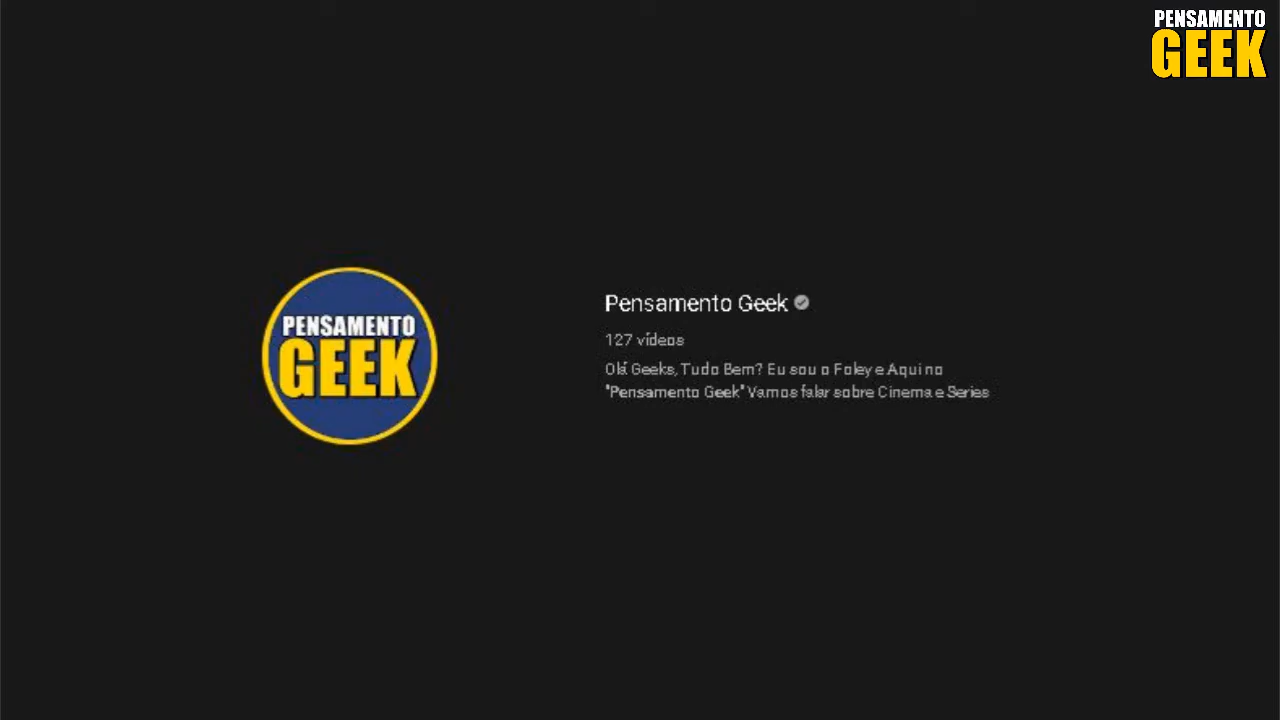 PENSAMENTO
GEEK
PENSAMENTO
GEEK
Pensamento Geek
127 vídeos
Olá Geeks, Tudo Bem? Eu sou o Foley e Aqui no
"Pensamento Geek" Vamos falar sobre Cinema e Series